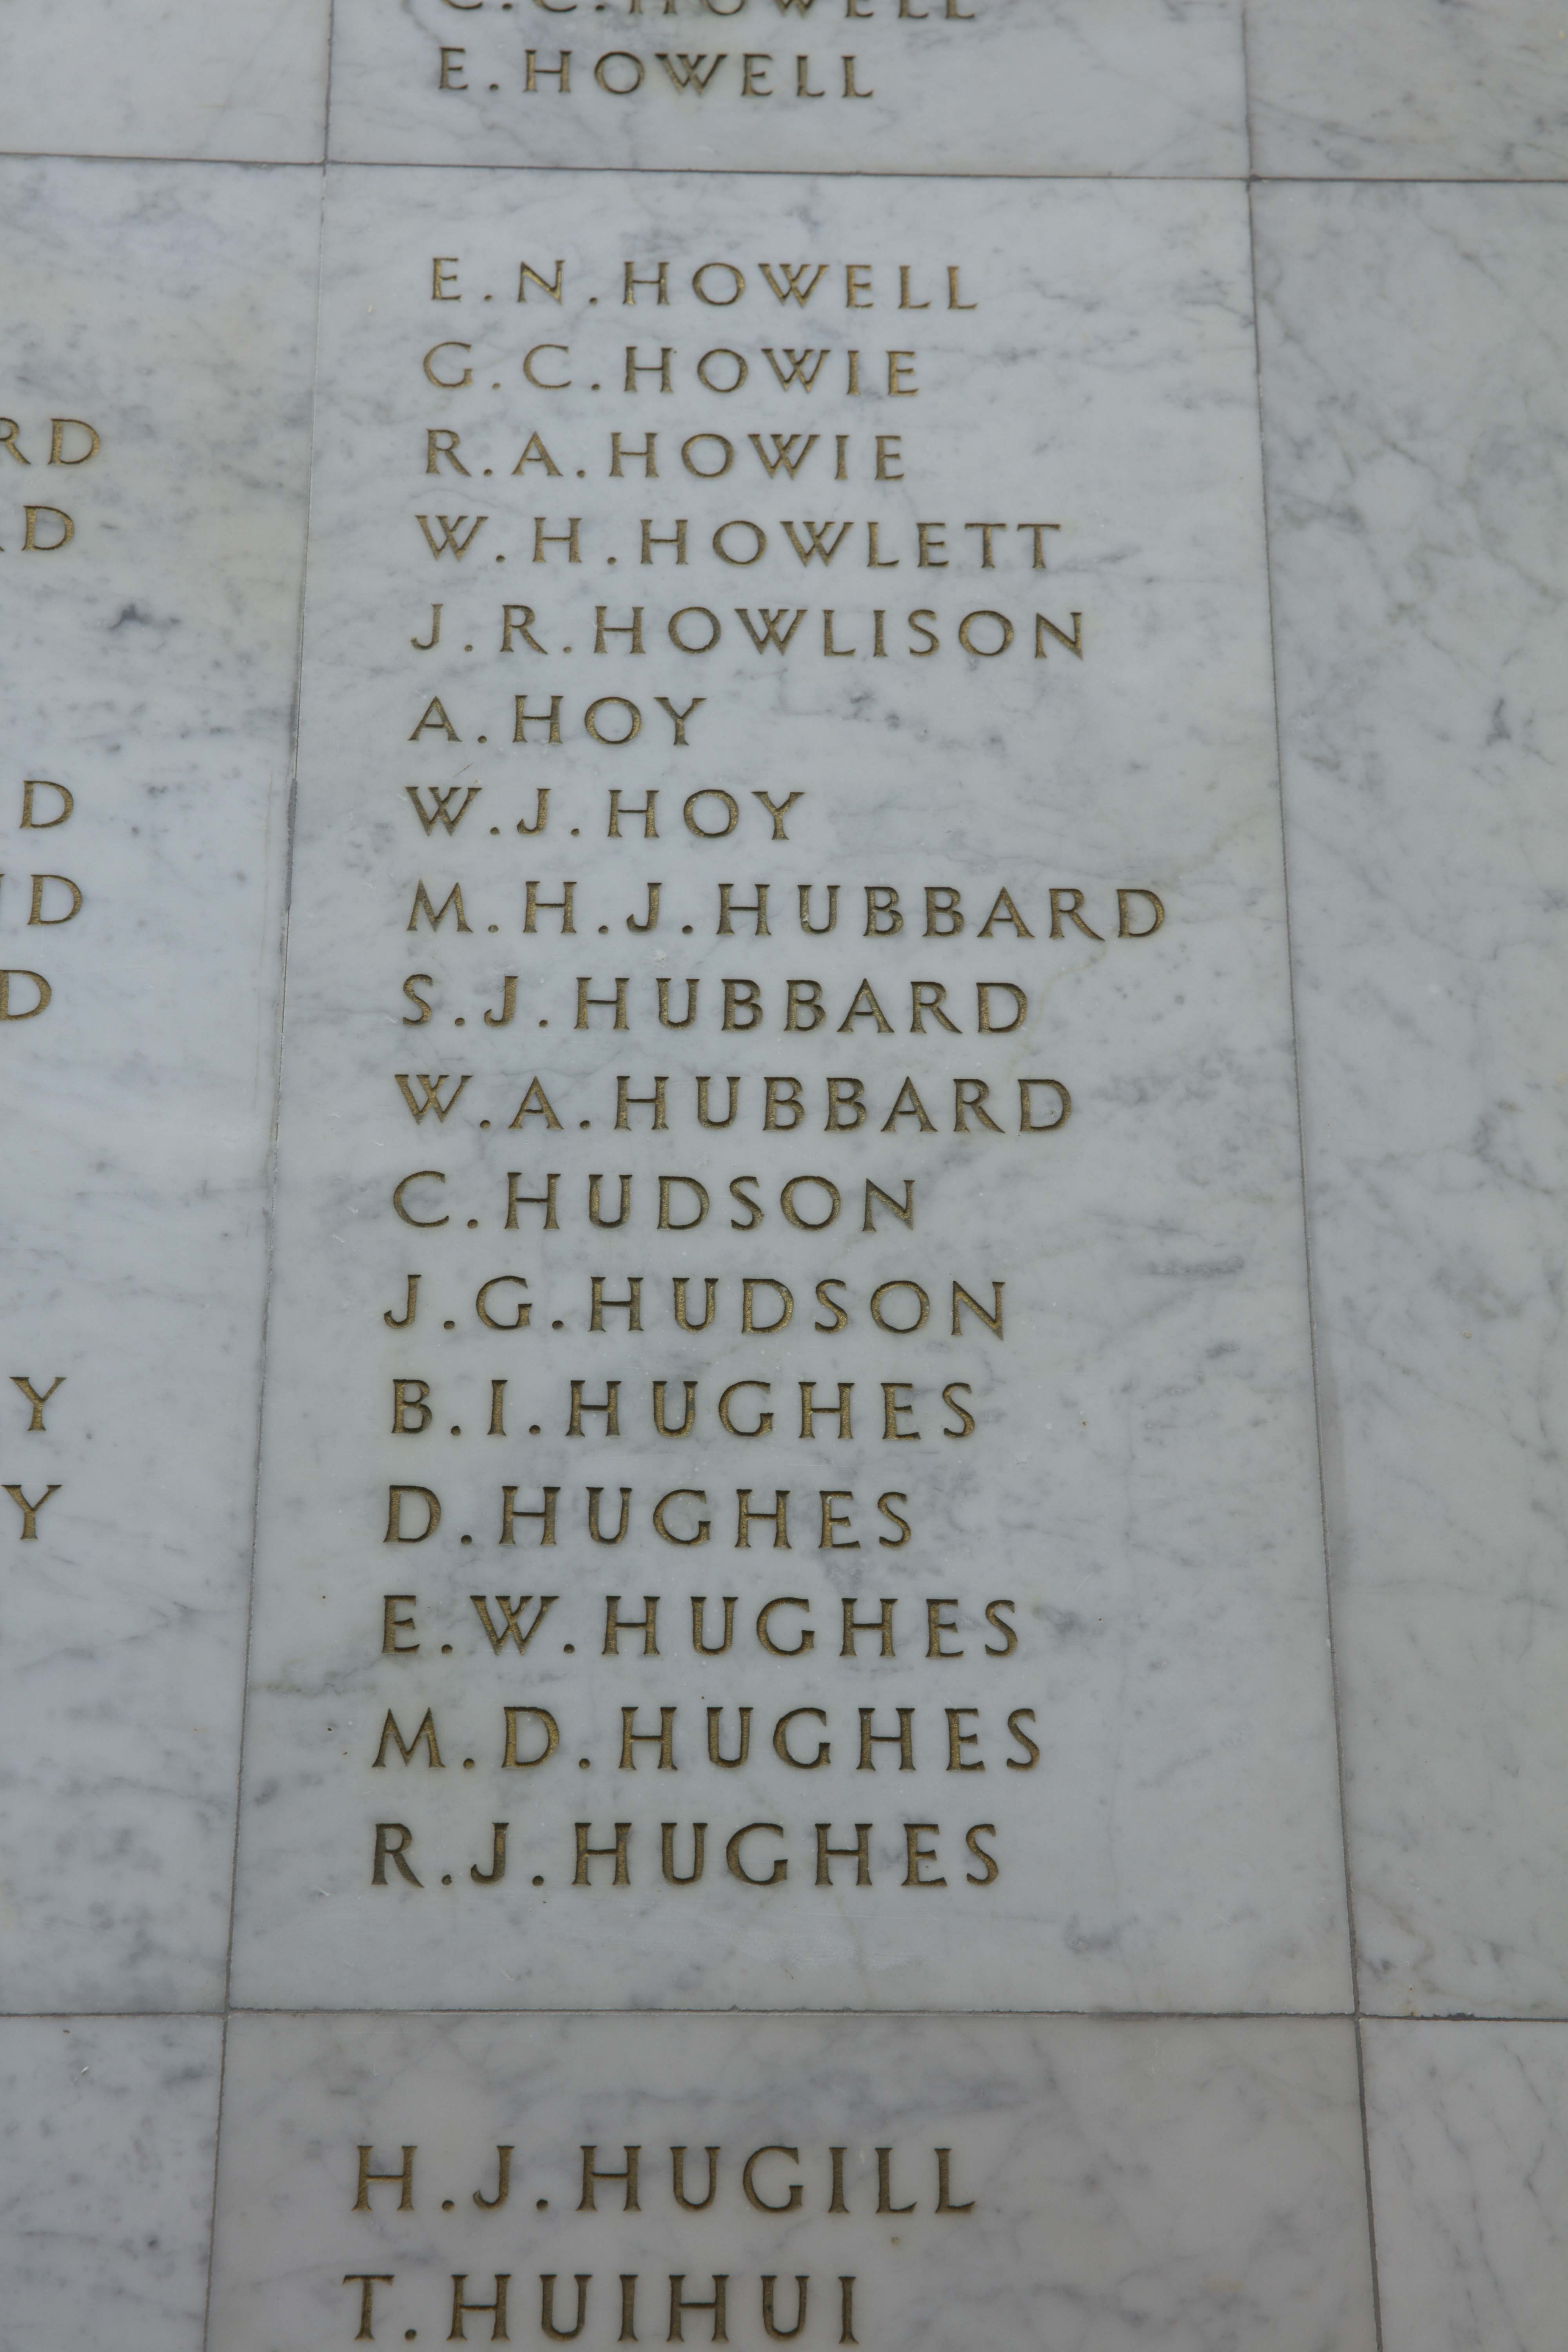 C.C.HOWELL
E.HOWELL
E.N.HOWELL
G.C.HOWIE
R.A.HOWIE
W.H.HOWLETT
J.R.HOWLISON
A.HOY
W.J.HOY
M.H.J.HUBBARD
S.J.HUBBARD
W.A.HUBBARD
C.HUDSON
J.G.HUDSON
B.I.HUGHES
D.HUGHES
E.W.HUGHES
M.D.HUGHES
R.J.HUGHES
H.J.HUGILL
T.HUIHUI